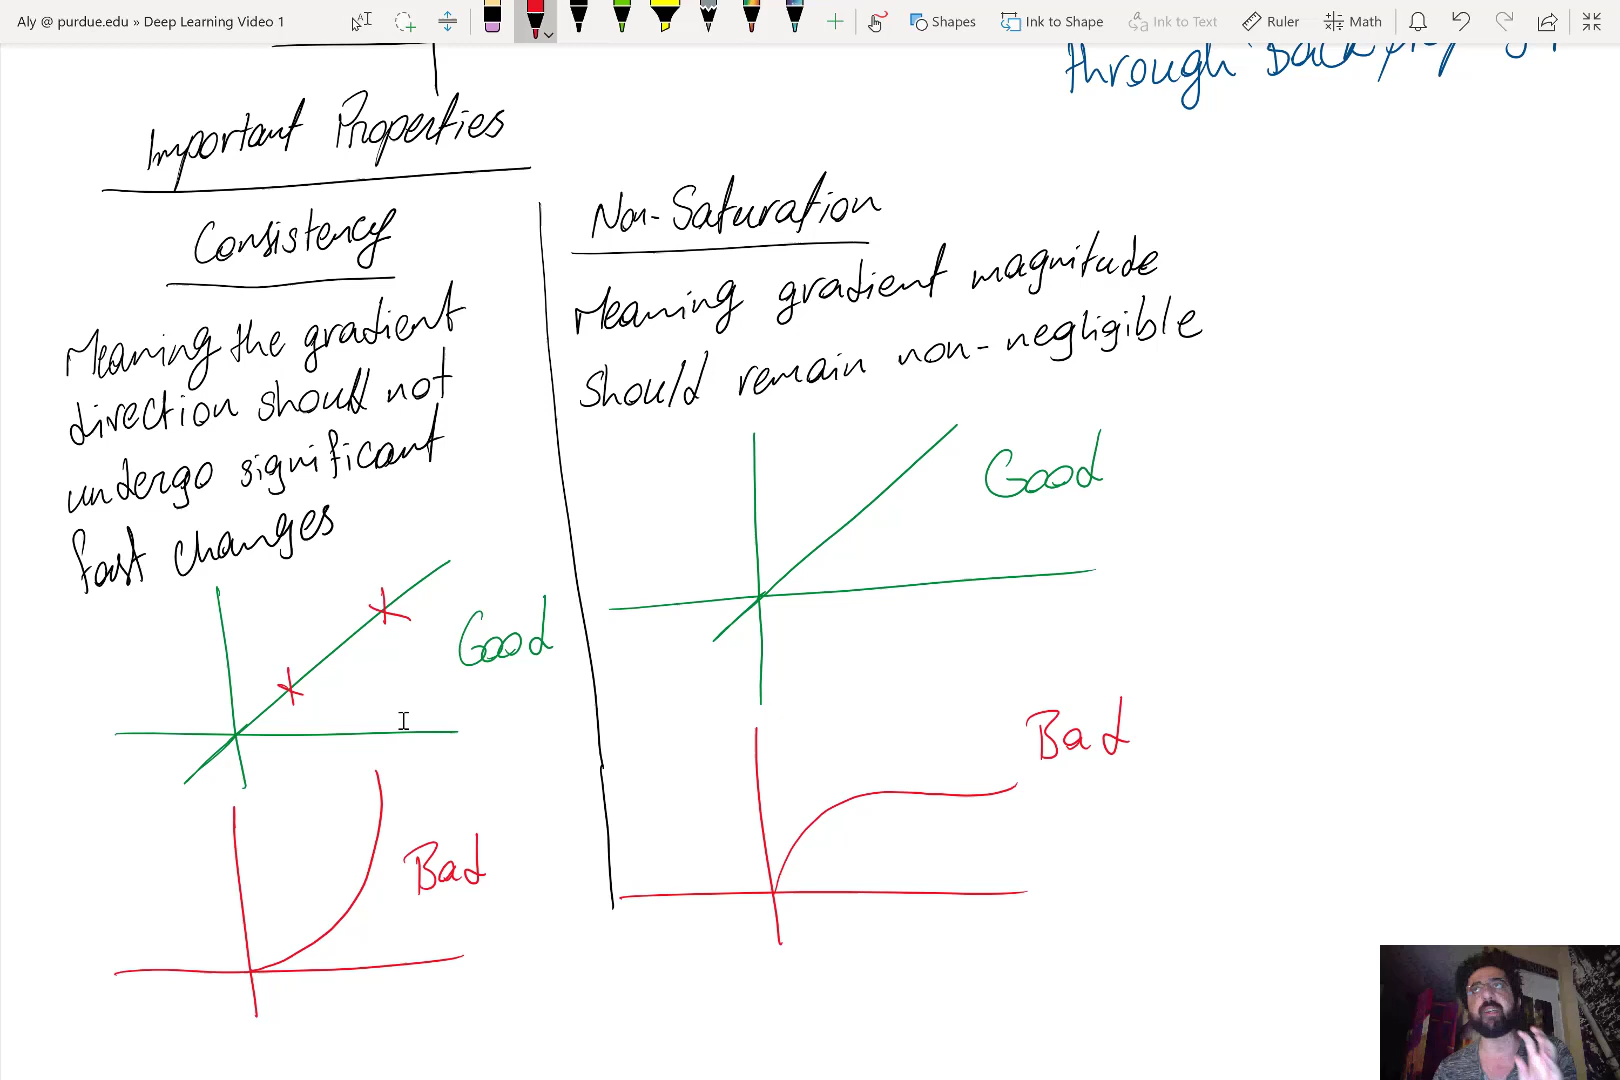 Aly @ purdue.edu » Deep Learning Video 1
Shapes
Ink to Shape
Ink to Text
Ruler
Math
through
Important Properties
Consistency
Meaning the gradient
direction should not
undergo significant
fast changes
Good
Bad
Non-Saturation
Meaning gradient magnitude
should remain non-negligible
Good
Bad